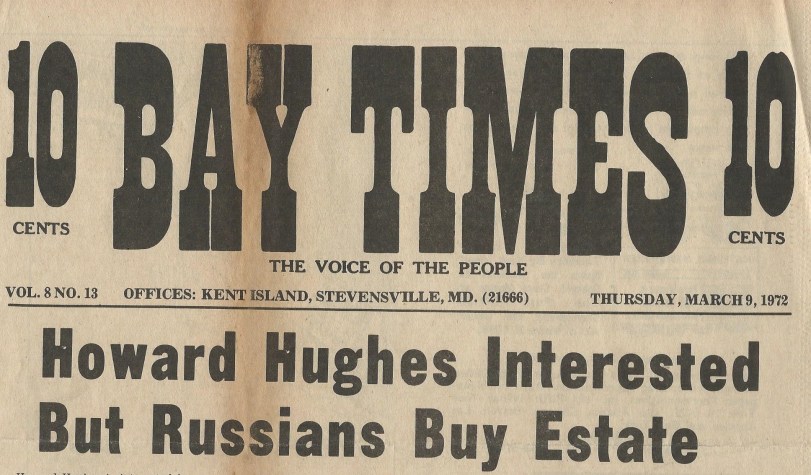 10 CENTS
BAY TIMES
10 CENTS
THE VOICE OF THE PEOPLE
VOL. 8 NO. 13 OFFICES: KENT ISLAND, STEVENSVILLE, MD. (21666) THURSDAY, MARCH 9, 1972
Howard Hughes Interested
But Russians Buy Estate